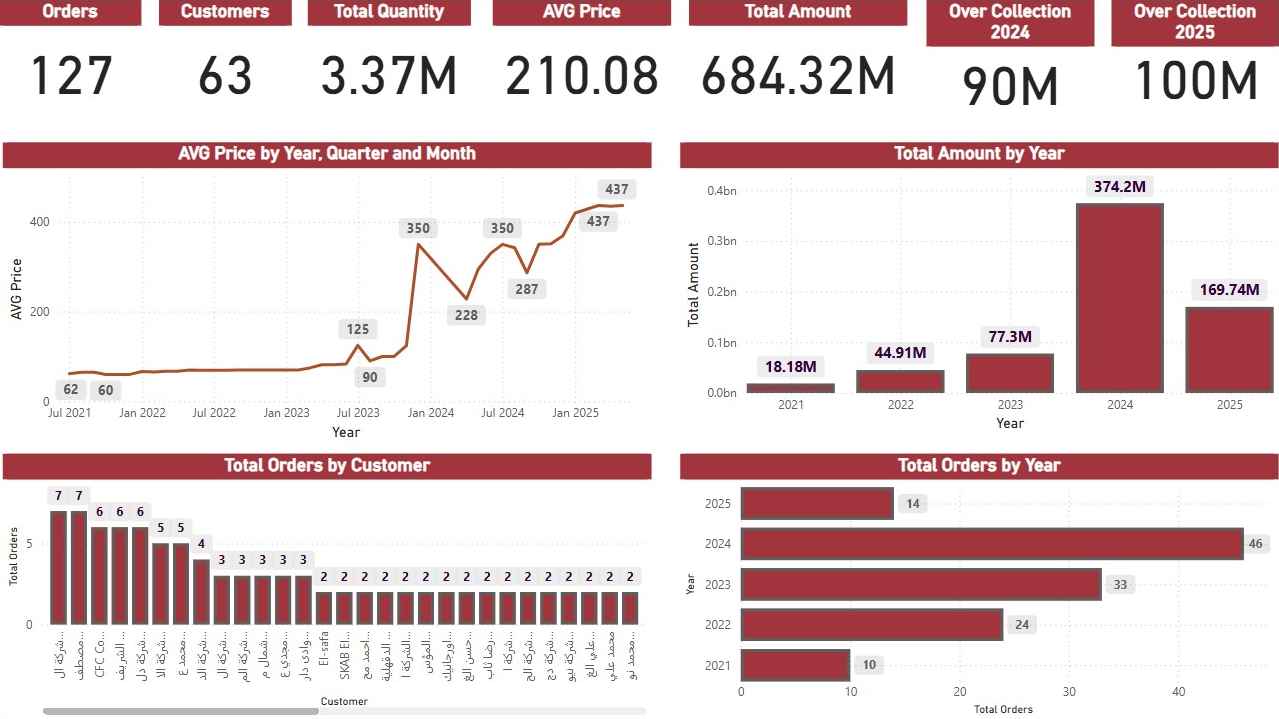 Orders
Customers
Total Quantity
AVG Price
Total Amount
Over Collection
2024
Over Collection
2025
127
63
3.37M
210.08
684.32M
90M
100M
AVG Price by Year, Quarter and Month
AVG Price
400
200
0
62
60
125
90
350
228
350
287
437
437
Jul 2021
Jan 2022
Jul 2022
Jan 2023
Jul 2023
Jan 2024
Jul 2024
Jan 2025
Year
Total Amount by Year
Total Amount
0.4bn
0.3bn
0.2bn
0.1bn
0.0bn
18.18M
44.91M
77.3M
374.2M
169.74M
2021
2022
2023
2024
2025
Year
Total Orders by Customer
Total Orders
5
0
7 7 6 6 6 5 5 4 3 3 3 3 3 2 2 2 2 2 2 2 2 2 2 2 2 2 2 2 2
شركة ال...
مصطف...
CFC Co...
الشريف ...
شركة دل...
شركة الا...
محمد ع...
شركة الد...
شركة ال...
شركة الم...
شمال م...
مجدي ع...
وادى دار...
El-safa
SKAB El...
احمد مح...
الدقهلية ...
الشركة ا...
المؤس...
اورجانيك...
حسن الع...
رضا تاب...
شركة ا...
شركة الح...
شركة ج...
شركة نيو...
علي الع...
محمد علي
محمد نو...
Customer
Total Orders by Year
Year
2025
14
2024
46
2023
33
2022
24
2021
10
0
10
20
30
40
Total Orders